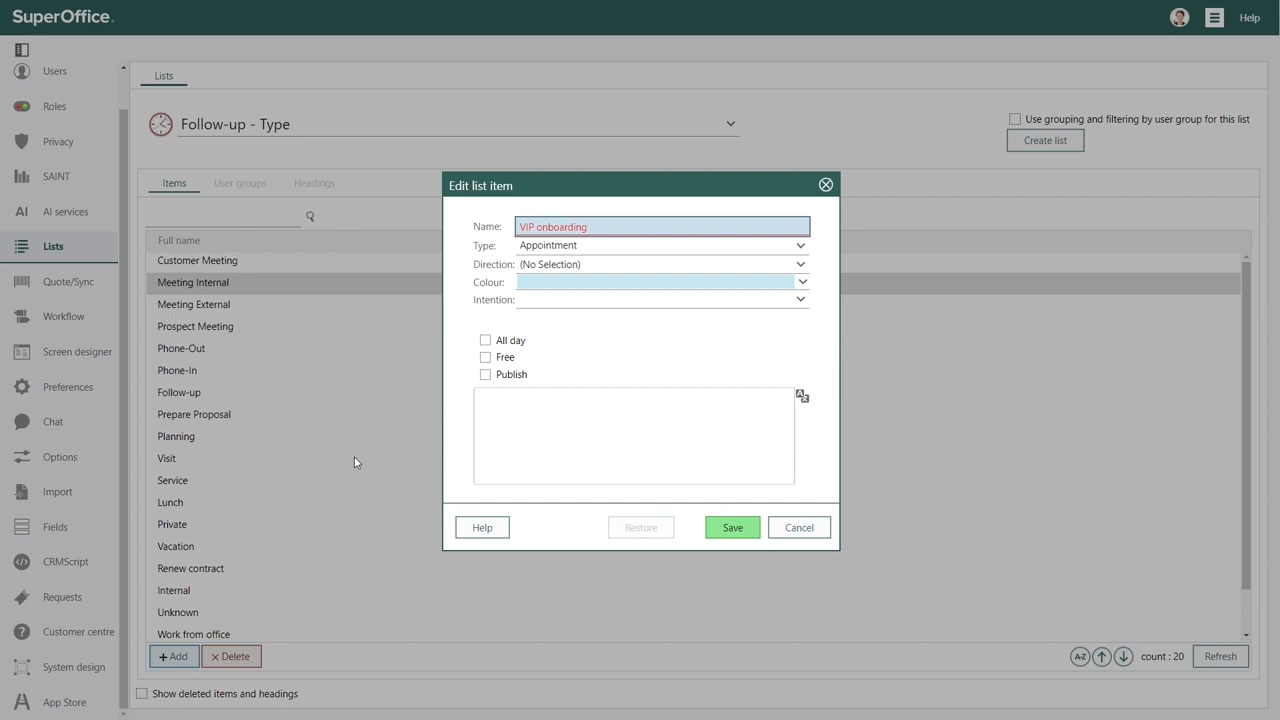 SuperOffice.
Help
Users
Roles
Privacy
SAINT
AI AI services
Lists
Quote/Sync
Workflow
Screen designer
Preferences
Chat
Options
Import
Fields
CRMScript
Requests
Customer centre
System design
App Store
Lists
Follow-up - Type
Use grouping and filtering by user group for this list
Create list
Items User groups Headings
Full name
Customer Meeting
Meeting Internal
Meeting External
Prospect Meeting
Phone-Out
Phone-In
Follow-up
Prepare Proposal
Planning
Visit
Service
Lunch
Private
Vacation
Renew contract
Internal
Unknown
Work from office
+ Add
× Delete
A-Z
count : 20
Refresh
Show deleted items and headings
Edit list item
Name: VIP onboarding
Type: Appointment
Direction: (No Selection)
Colour:
Intention:
All day
Free
Publish
Help
Restore
Save
Cancel